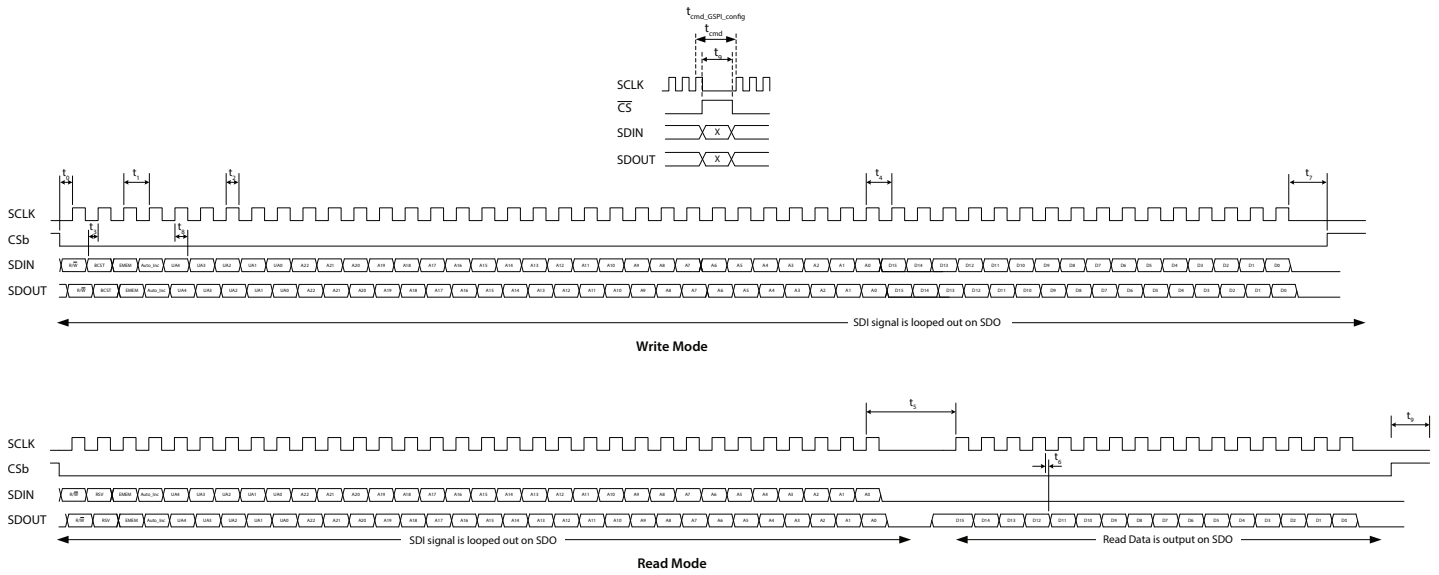 t cmd_GSPI_config
t cmd
t9
SCLK
CS
SDIN X
SDOUT X
t0 t1 t2 t4 t7
SCLK
t3 t8
CSb
SDIN R/W BCST EMEM Auto_Inc UA4 UA3 UA2 UA1 UA0 A22 A21 A20 A19 A18 A17 A16 A15 A14 A13 A12 A11 A10 A9 A8 A7 A6 A5 A4 A3 A2 A1 A0 D15 D14 D13 D12 D11 D10 D9 D8 D7 D6 D5 D4 D3 D2 D1 D0
SDOUT R/W BCST EMEM Auto_Inc UA4 UA3 UA2 UA1 UA0 A22 A21 A20 A19 A18 A17 A16 A15 A14 A13 A12 A11 A10 A9 A8 A7 A6 A5 A4 A3 A2 A1 A0 D15 D14 D13 D12 D11 D10 D9 D8 D7 D6 D5 D4 D3 D2 D1 D0
SDI signal is looped out on SDO
Write Mode
t5 t9
SCLK
t6
CSb
SDIN R/W RSV EMEM Auto_Inc UA4 UA3 UA2 UA1 UA0 A22 A21 A20 A19 A18 A17 A16 A15 A14 A13 A12 A11 A10 A9 A8 A7 A6 A5 A4 A3 A2 A1 A0
SDOUT R/W RSV EMEM Auto_Inc UA4 UA3 UA2 UA1 UA0 A22 A21 A20 A19 A18 A17 A16 A15 A14 A13 A12 A11 A10 A9 A8 A7 A6 A5 A4 A3 A2 A1 A0 D15 D14 D13 D12 D11 D10 D9 D8 D7 D6 D5 D4 D3 D2 D1 D0
SDI signal is looped out on SDO Read Data is output on SDO
Read Mode